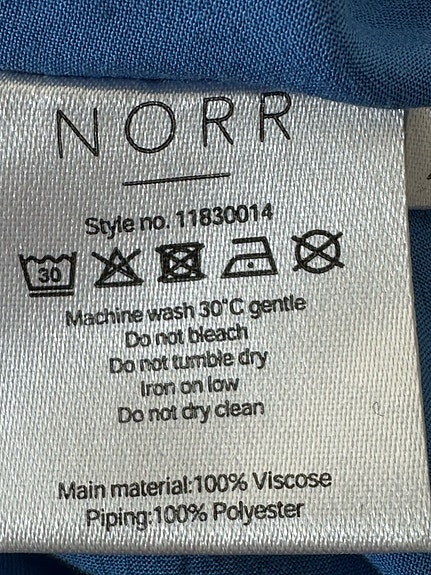 NORR
Style no. 11830014
30
Machine wash 30°C gentle
Do not bleach
Do not tumble dry
Iron on low
Do not dry clean
Main material:100% Viscose
Piping:100% Polyester